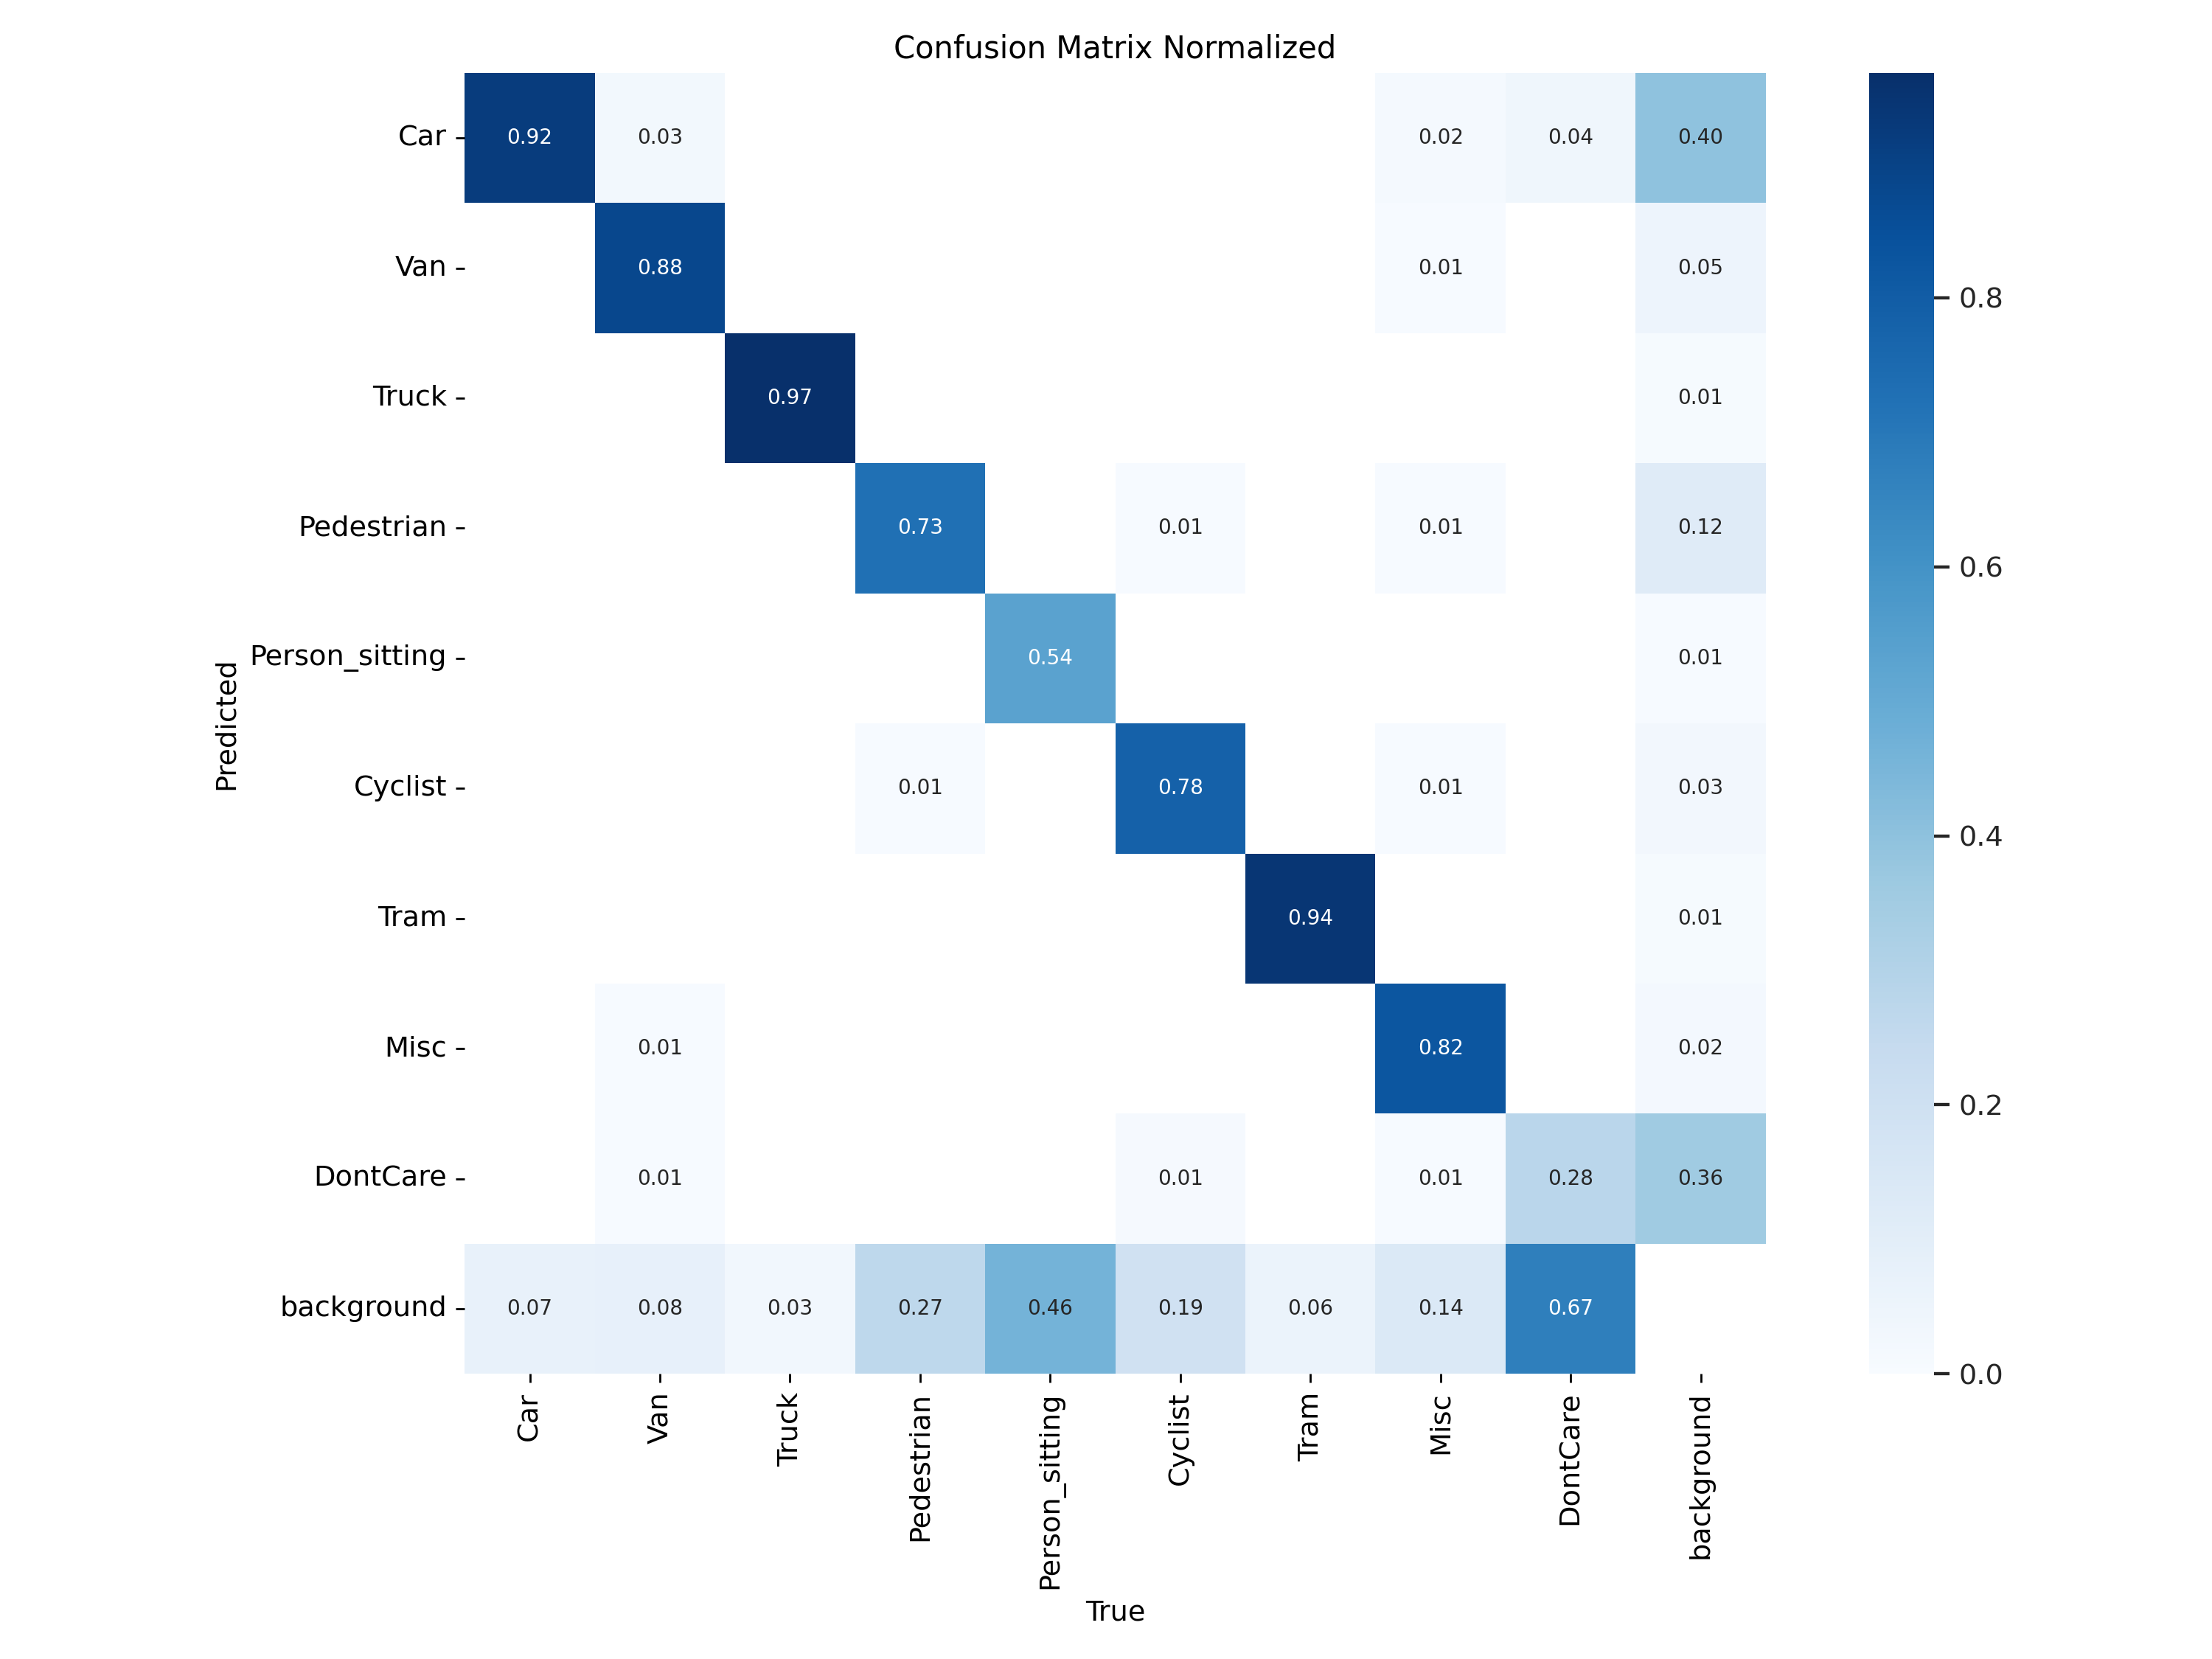 Confusion Matrix Normalized
Car 0.92 0.03 0.02 0.04 0.40
Van 0.88 0.01 0.05
0.8
Truck 0.97 0.01
Pedestrian 0.73 0.01 0.01 0.12
0.6
Person_sitting 0.54 0.01
Predicted
Cyclist 0.01 0.78 0.01 0.03
0.4
Tram 0.94 0.01
Misc 0.01 0.82 0.02
0.2
DontCare 0.01 0.01 0.01 0.28 0.36
background 0.07 0.08 0.03 0.27 0.46 0.19 0.06 0.14 0.67
0.0
Car Van Truck Pedestrian Person_sitting Cyclist Tram Misc DontCare background
True